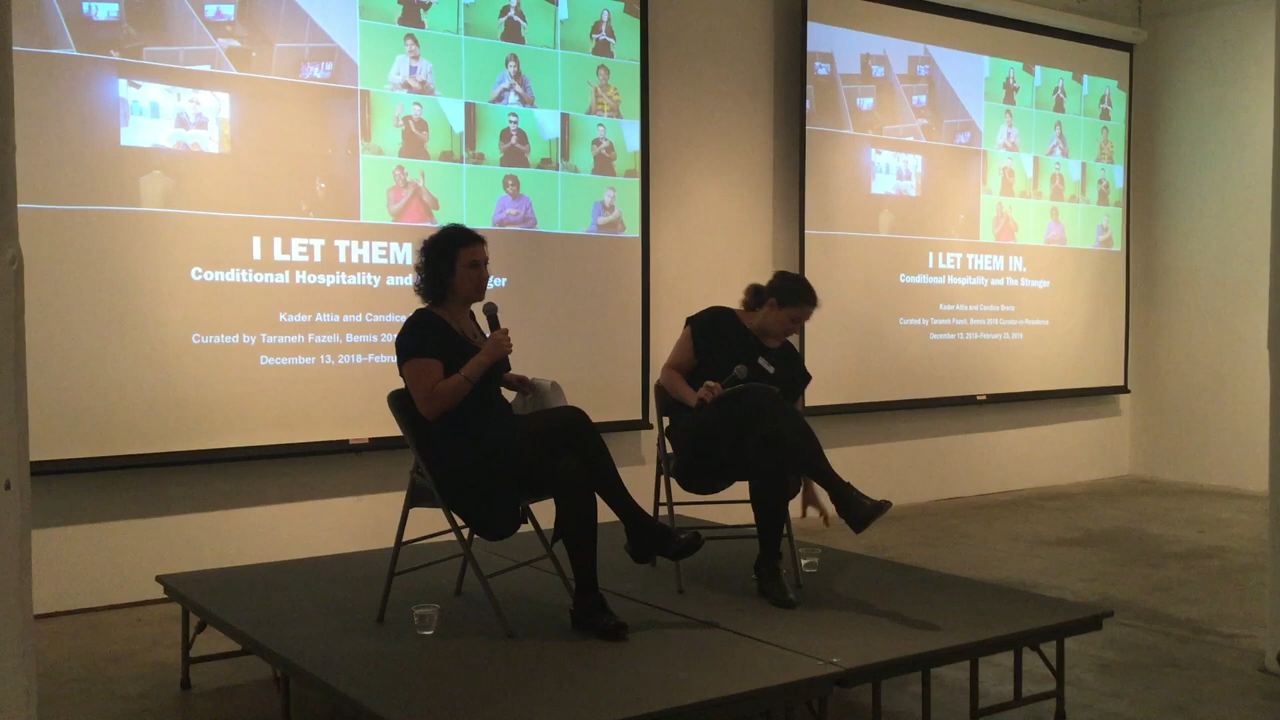 I LET THEM
Conditional Hospitality and ger
Kader Attia and Candice
Curated by Taraneh Fazeli, Bemis 201
December 13, 2018–Febru
I LET THEM IN.
Conditional Hospitality and The Stranger
Kader Attia and Candice Breitz
Curated by Taraneh Fazeli, Bemis 2018 Curator-in-Residence
December 13, 2018–February 23, 2019